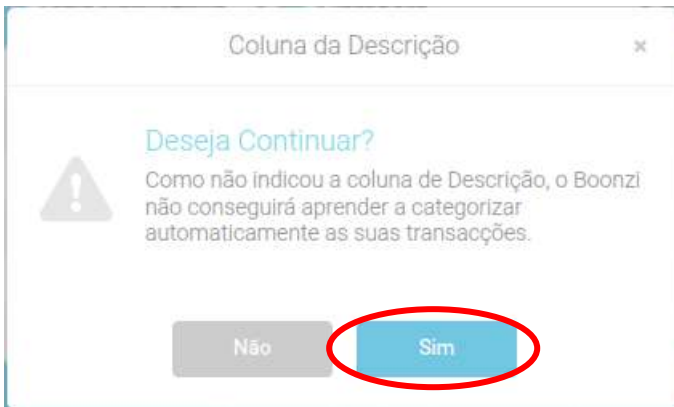 Coluna da Descrição ×
Deseja Continuar?
Como não indicou a coluna de Descrição, o Boonzi
não conseguirá aprender a categorizar
automaticamente as suas transacções.
Não Sim